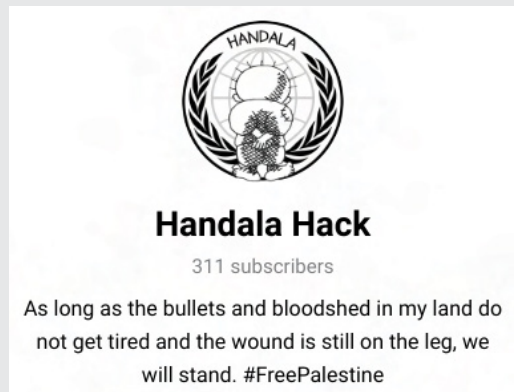 HANDALA
Handala Hack
311 subscribers
As long as the bullets and bloodshed in my land do
not get tired and the wound is still on the leg, we
will stand. #FreePalestine